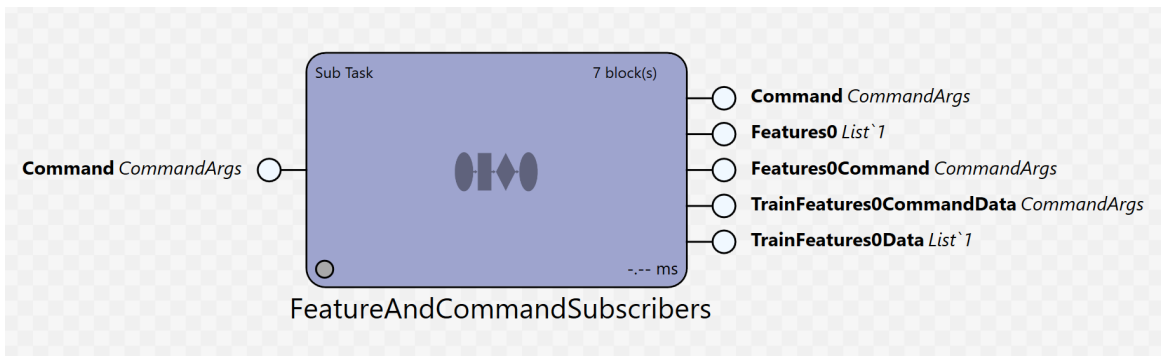 Sub Task
7 block(s)
Command CommandArgs
Command CommandArgs
Features0 List`1
Features0Command CommandArgs
TrainFeatures0CommandData CommandArgs
TrainFeatures0Data List`1
-.-- ms
FeatureAndCommandSubscribers